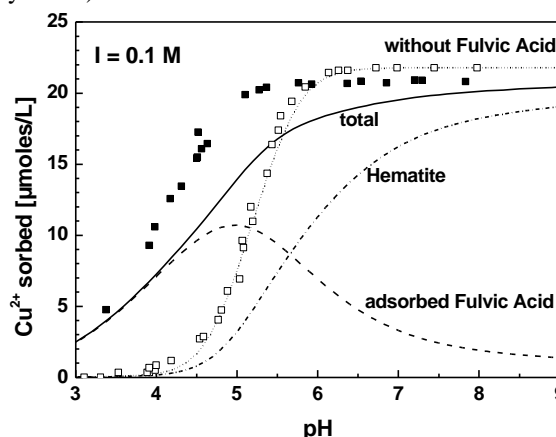 I = 0.1 M
without Fulvic Acid
total
Hematite
adsorbed Fulvic Acid
Cu2+ sorbed [µmoles/L]
25
20
15
10
5
0
3 4 5 6 7 8 9
pH